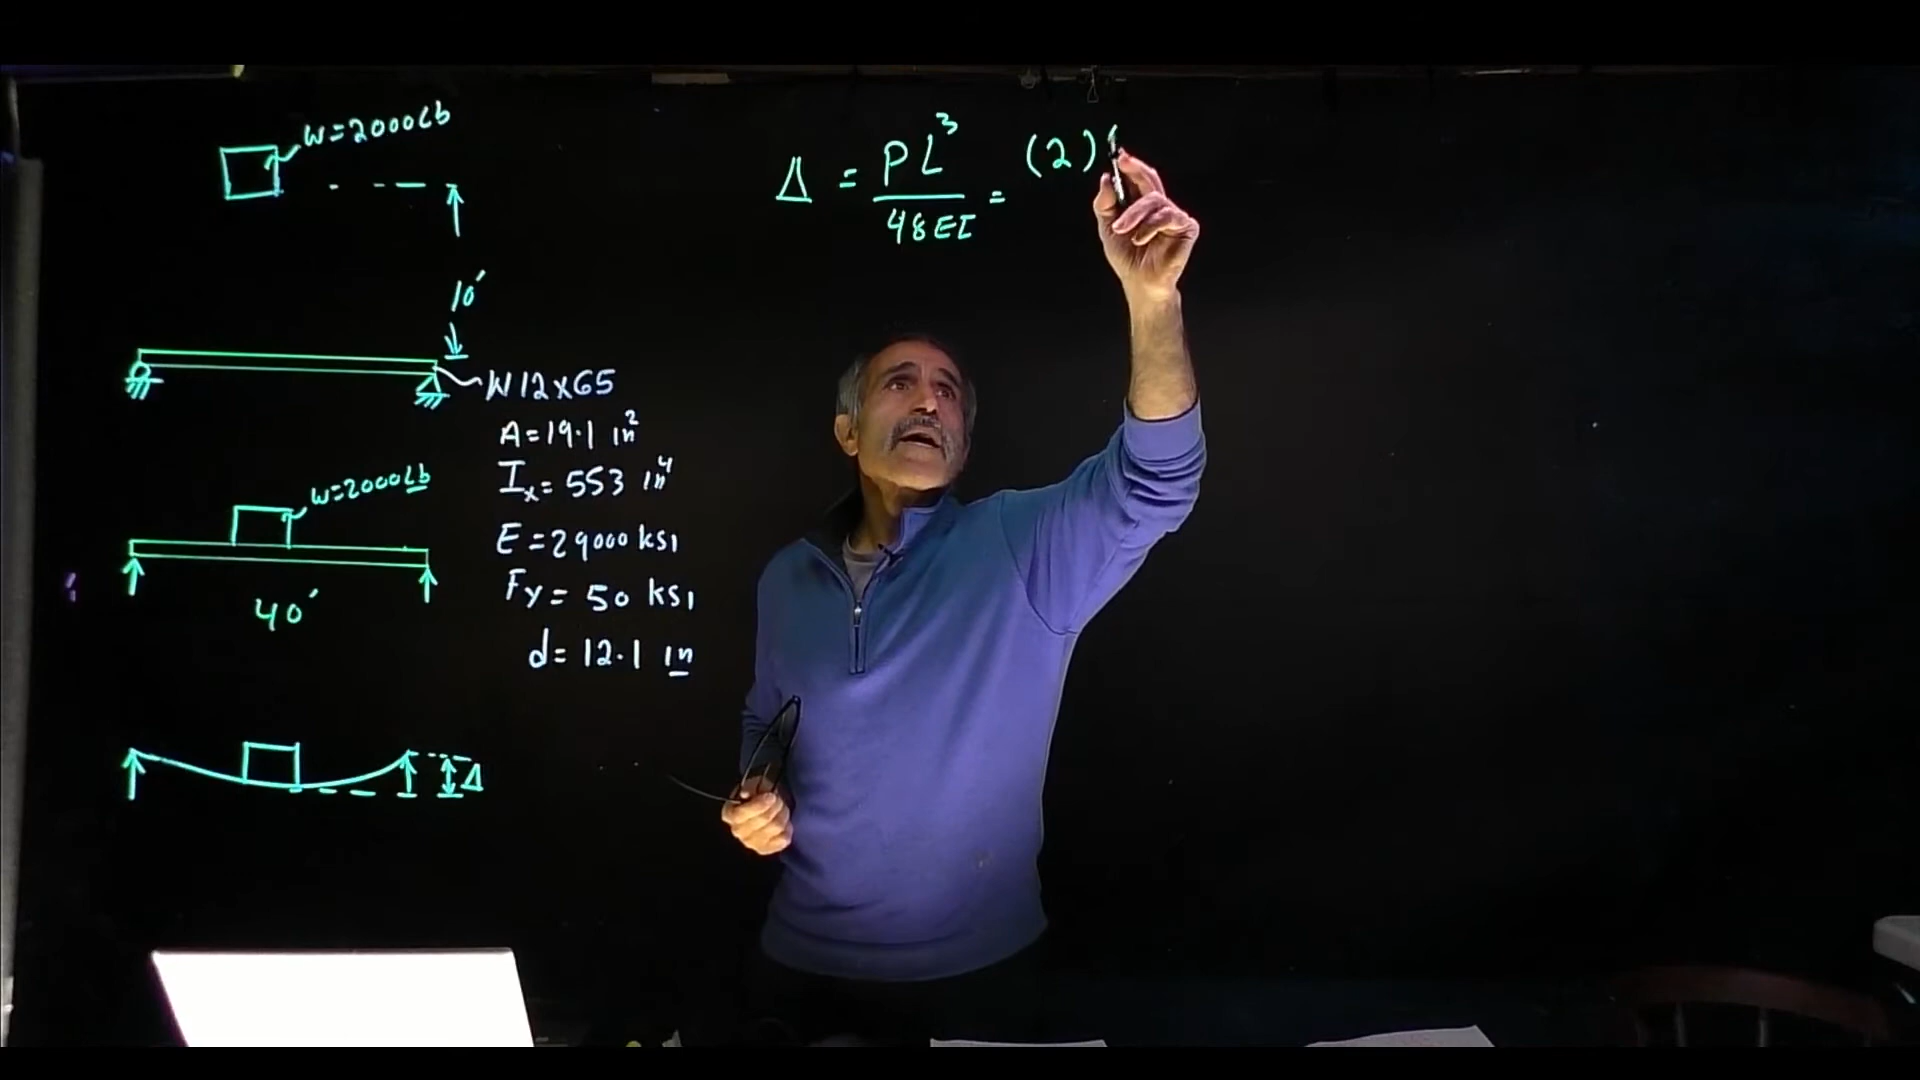 W=2000Lb
10'
W12x65
A=19.1 in²
Ix=553 in⁴
E=29000 ksi
Fy=50 ksi
d=12.1 in
W=2000Lb
40'
Δ
Δ = PL³/48EI = (2)(